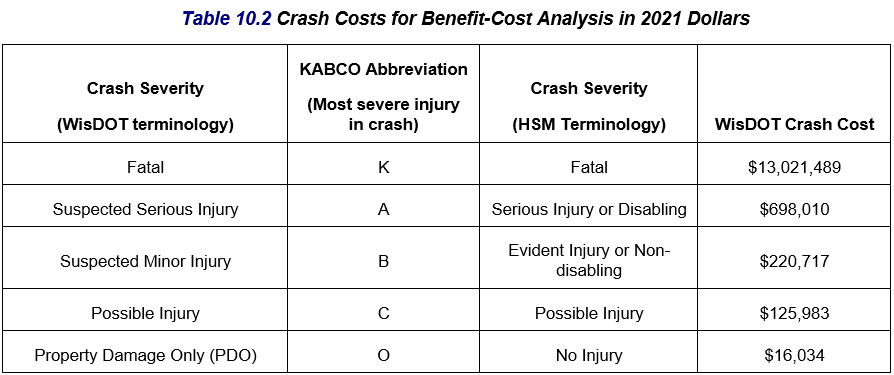 Table 10.2 Crash Costs for Benefit-Cost Analysis in 2021 Dollars
Crash Severity
(WisDOT terminology)
KABCO Abbreviation
(Most severe injury
in crash)
Crash Severity
(HSM Terminology)
WisDOT Crash Cost
Fatal
K
Fatal
$13,021,489
Suspected Serious Injury
A
Serious Injury or Disabling
$698,010
Suspected Minor Injury
B
Evident Injury or Non-
disabling
$220,717
Possible Injury
C
Possible Injury
$125,983
Property Damage Only (PDO)
O
No Injury
$16,034